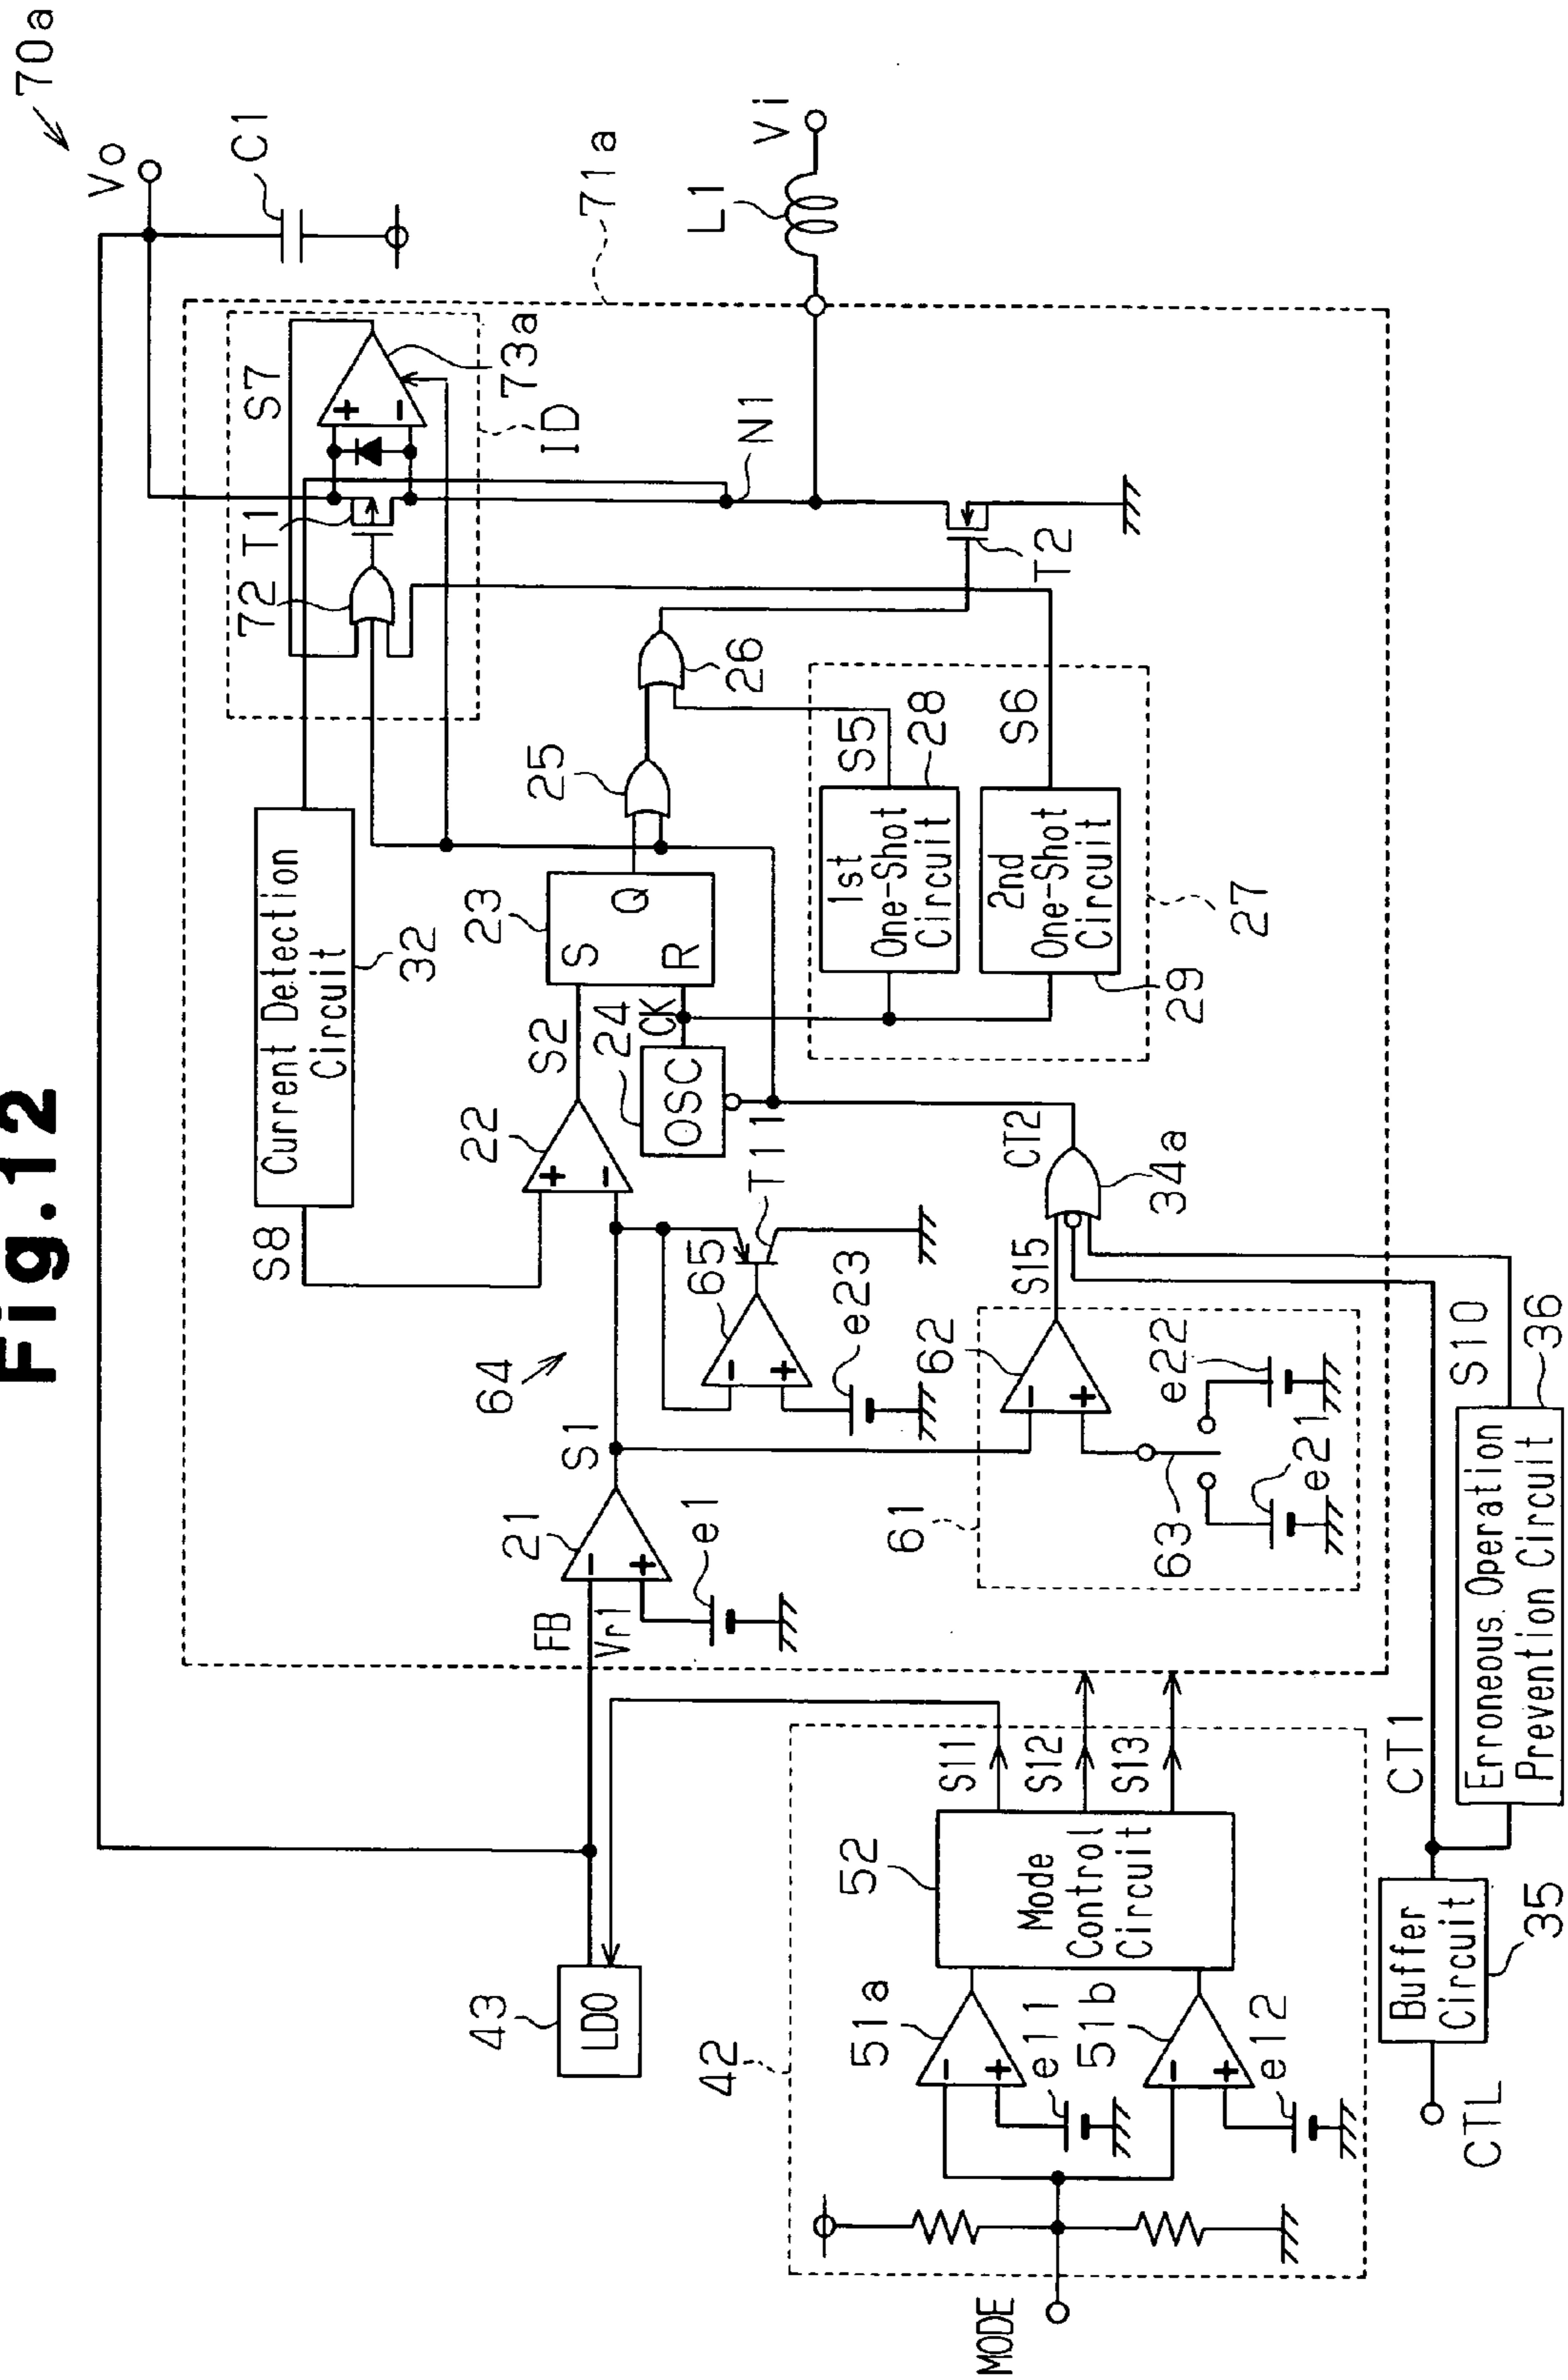 Fig.12
70a
Vo
C1
71a
L1
Vi
S7
73a
ID
N1
T1
72
T2
26
25
S5
28
S6
1st
One-Shot
Circuit
2nd
One-Shot
Circuit
27
29
Current Detection
Circuit
32
23
S
Q
R
24
CK
OSC
S2
22
S8
T11
65
e23
64
CT2
34a
S15
62
e22
e21
63
61
S10
36
Erroneous Operation
Prevention Circuit
S1
21
e1
FB
Vr1
S11
S12
S13
CT1
52
Mode
Control
Circuit
43
LDO
42
51a
e11
51b
e12
Buffer
Circuit
35
CTL
MODE